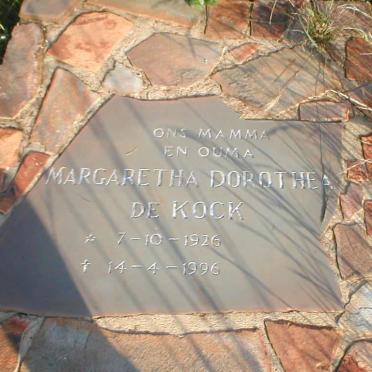 ONS MAMMA
EN OUMA
MARGARETHA DOROTHEA
DE KOCK
* 7-10-1926
† 14-4-1996